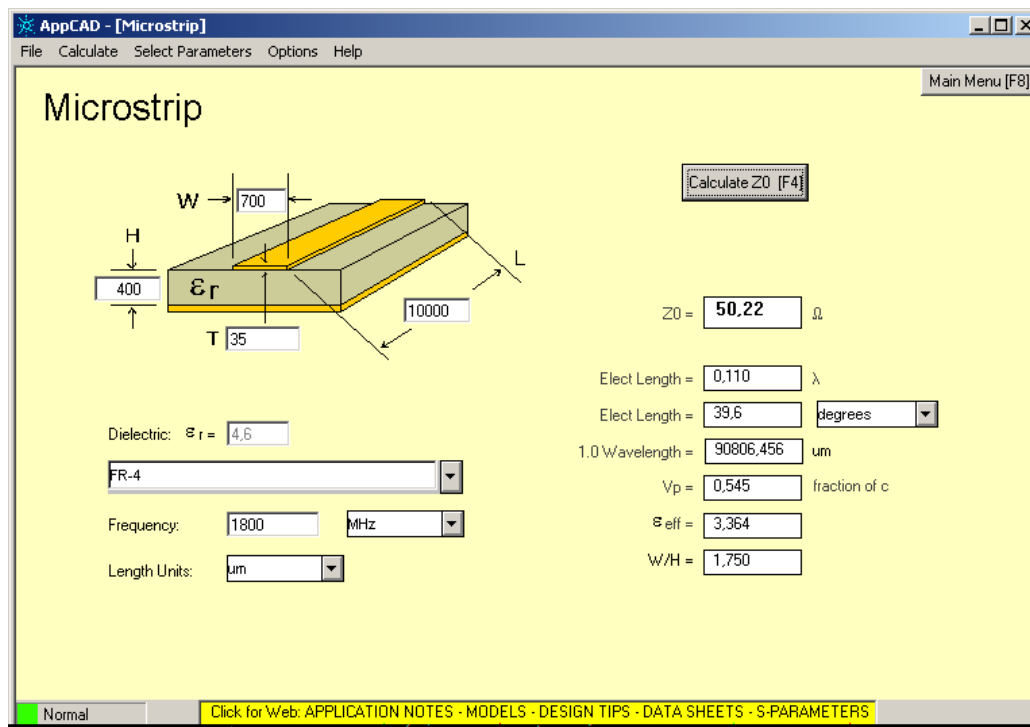 AppCAD - [Microstrip]
File Calculate Select Parameters Options Help
Main Menu [F8]
Microstrip
Calculate Z0 [F4]
W 700
H
400
εr
L
10000
T 35
Z0 = 50,22 Ω
Elect Length = 0,110 λ
Elect Length = 39,6 degrees
1.0 Wavelength = 90806,456 um
Vp = 0,545 fraction of c
ε eff = 3,364
W/H = 1,750
Dielectric: ε r = 4,6
FR-4
Frequency: 1800 MHz
Length Units: um
Normal
Click for Web: APPLICATION NOTES - MODELS - DESIGN TIPS - DATA SHEETS - S-PARAMETERS